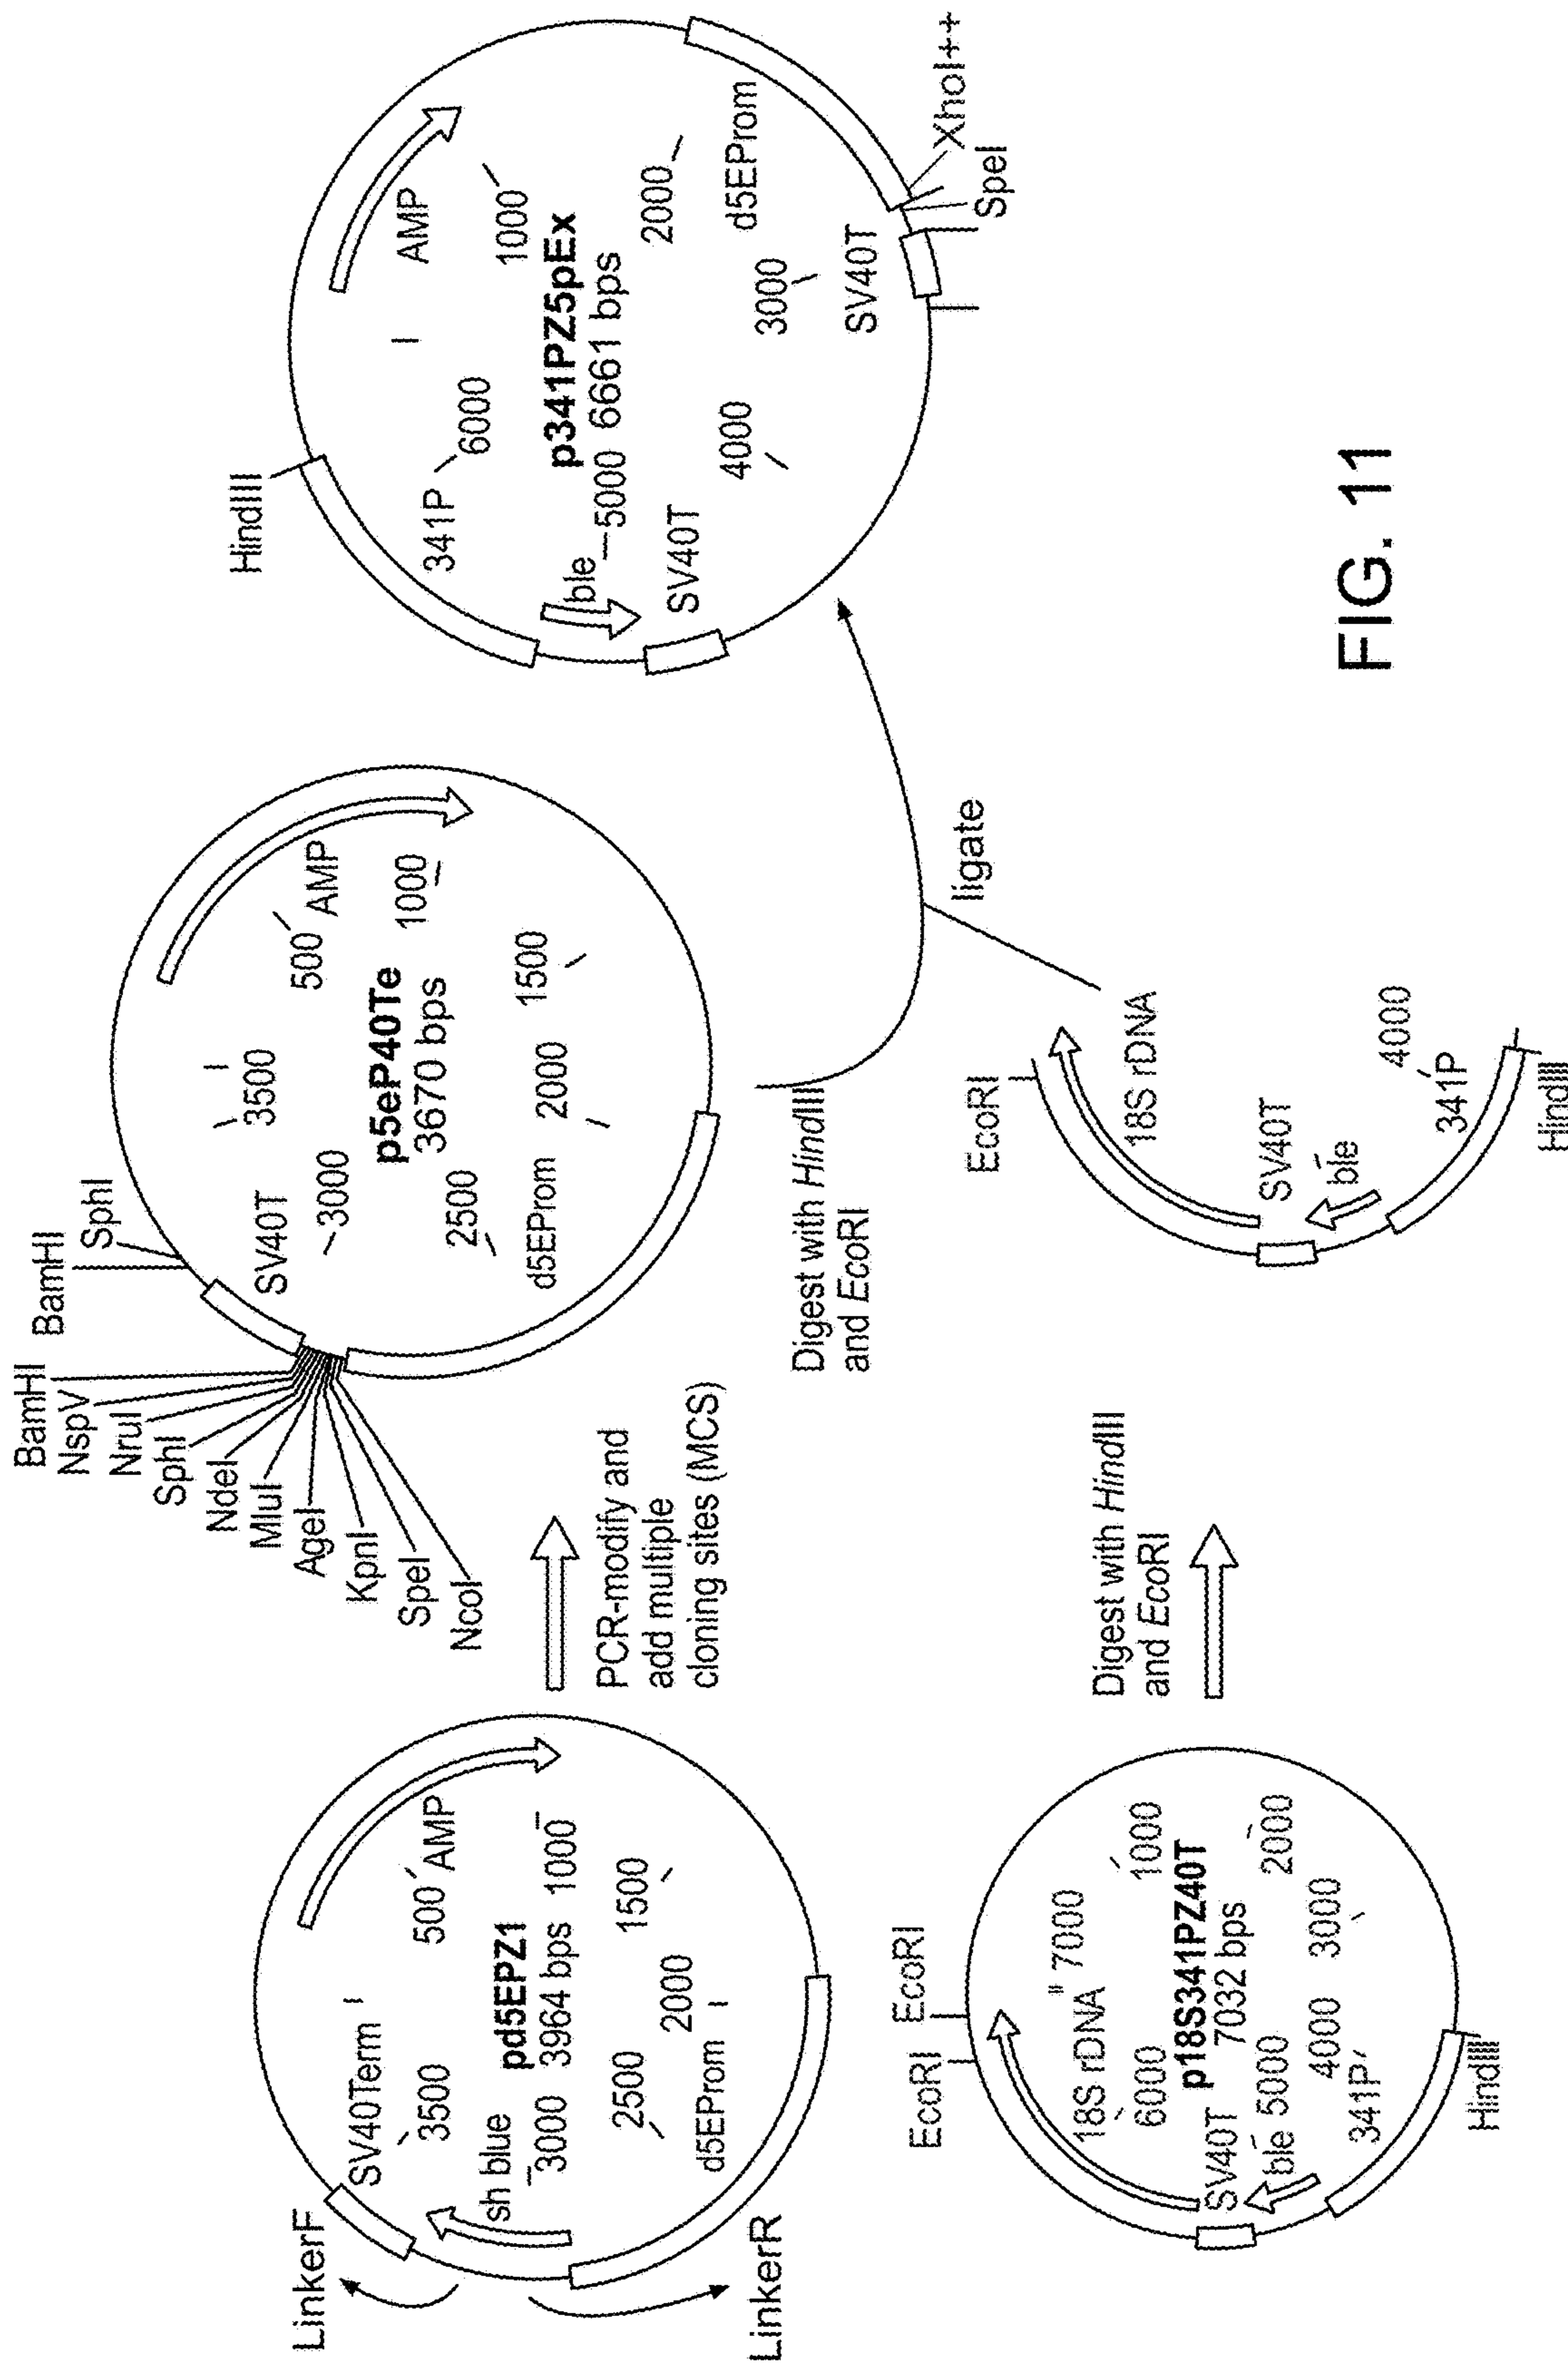 LinkerF
SV40Term
3500
500
AMP
sh blue
pd5EPZ1
3000
3964 bps
1000
2500
1500
2000
d5EProm
LinkerR
PCR-modify and
add multiple
cloning sites (MCS)
BamHI
NspV
NruI
SphI
NdeI
MluI
AgeI
KpnI
SpeI
NcoI
BamHI
SphI
SV40T
3500
500
AMP
3000
p5eP40Te
3670 bps
1000
2500
2000
1500
d5EProm
Digest with HindIII
and EcoRI
EcoRI
EcoRI
18S rDNA
7000
6000
1000
p18S341PZ40T
SV40T
7032 bps
ble
5000
2000
4000
3000
341P
HindIII
Digest with HindIII
and EcoRI
EcoRI
18S rDNA
SV40T
ble
4000
341P
HindIII
ligate
HindIII
AMP
341P
6000
1000
p341PZ5pEx
ble
5000
6661 bps
2000
SV40T
4000
3000
d5EProm
SV40T
XhoI++
SpeI
FIG. 11